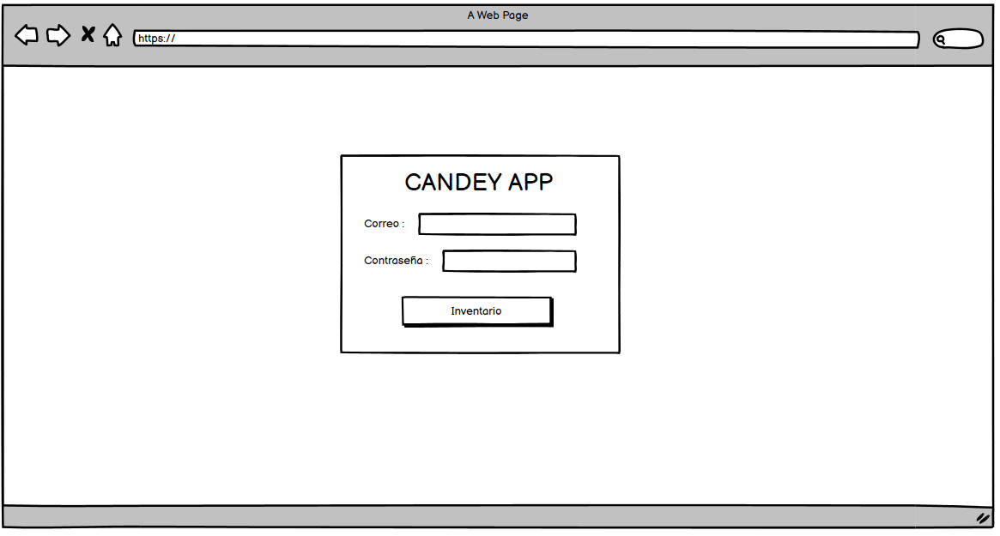 A Web Page
https://
CANDEY APP
Correo :
Contraseña :
Inventario